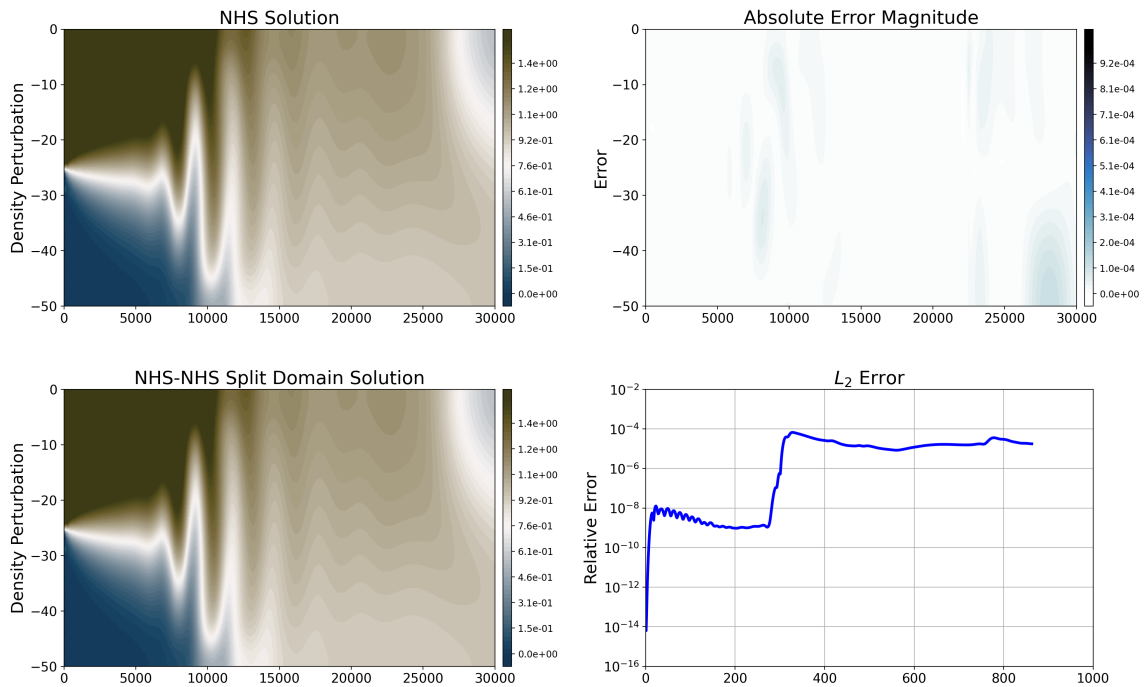 NHS Solution
Density Perturbation
0
−10
−20
−30
−40
−50
0 5000 10000 15000 20000 25000 30000
1.4e+00
1.2e+00
1.1e+00
9.2e-01
7.6e-01
6.1e-01
4.6e-01
3.1e-01
1.5e-01
0.0e+00
Absolute Error Magnitude
Error
0
−10
−20
−30
−40
−50
0 5000 10000 15000 20000 25000 30000
9.2e-04
8.1e-04
7.1e-04
6.1e-04
5.1e-04
4.1e-04
3.1e-04
2.0e-04
1.0e-04
0.0e+00
NHS-NHS Split Domain Solution
Density Perturbation
0
−10
−20
−30
−40
−50
0 5000 10000 15000 20000 25000 30000
1.4e+00
1.2e+00
1.1e+00
9.2e-01
7.6e-01
6.1e-01
4.6e-01
3.1e-01
1.5e-01
0.0e+00
L₂ Error
Relative Error
10⁻²
10⁻⁴
10⁻⁶
10⁻⁸
10⁻¹⁰
10⁻¹²
10⁻¹⁴
10⁻¹⁶
0 200 400 600 800 1000